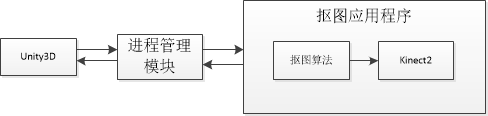 Unity3D
进程管理
模块
抠图应用程序
抠图算法
Kinect2